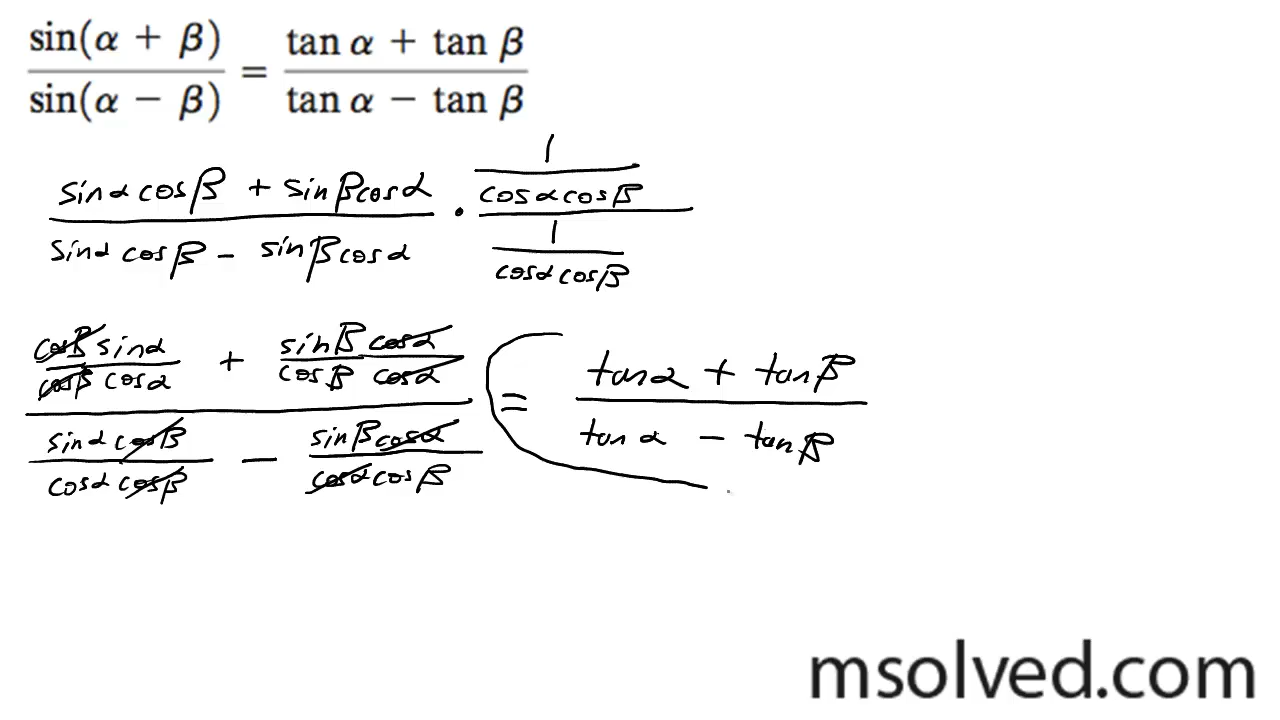 sin(α + β) / sin(α − β) = tan α + tan β / tan α − tan β
sinα cosβ + sinβ cosα / sinα cosβ − sinβ cosα · 1 / cosα cosβ / 1 / cosα cosβ
cosβ sinα / cosβ cosα + sinβ cosα / cosβ cosα / sinα cosβ / cosα cosβ − sinβ cosα / cosα cosβ = tanα + tanβ / tanα − tanβ
msolved.com